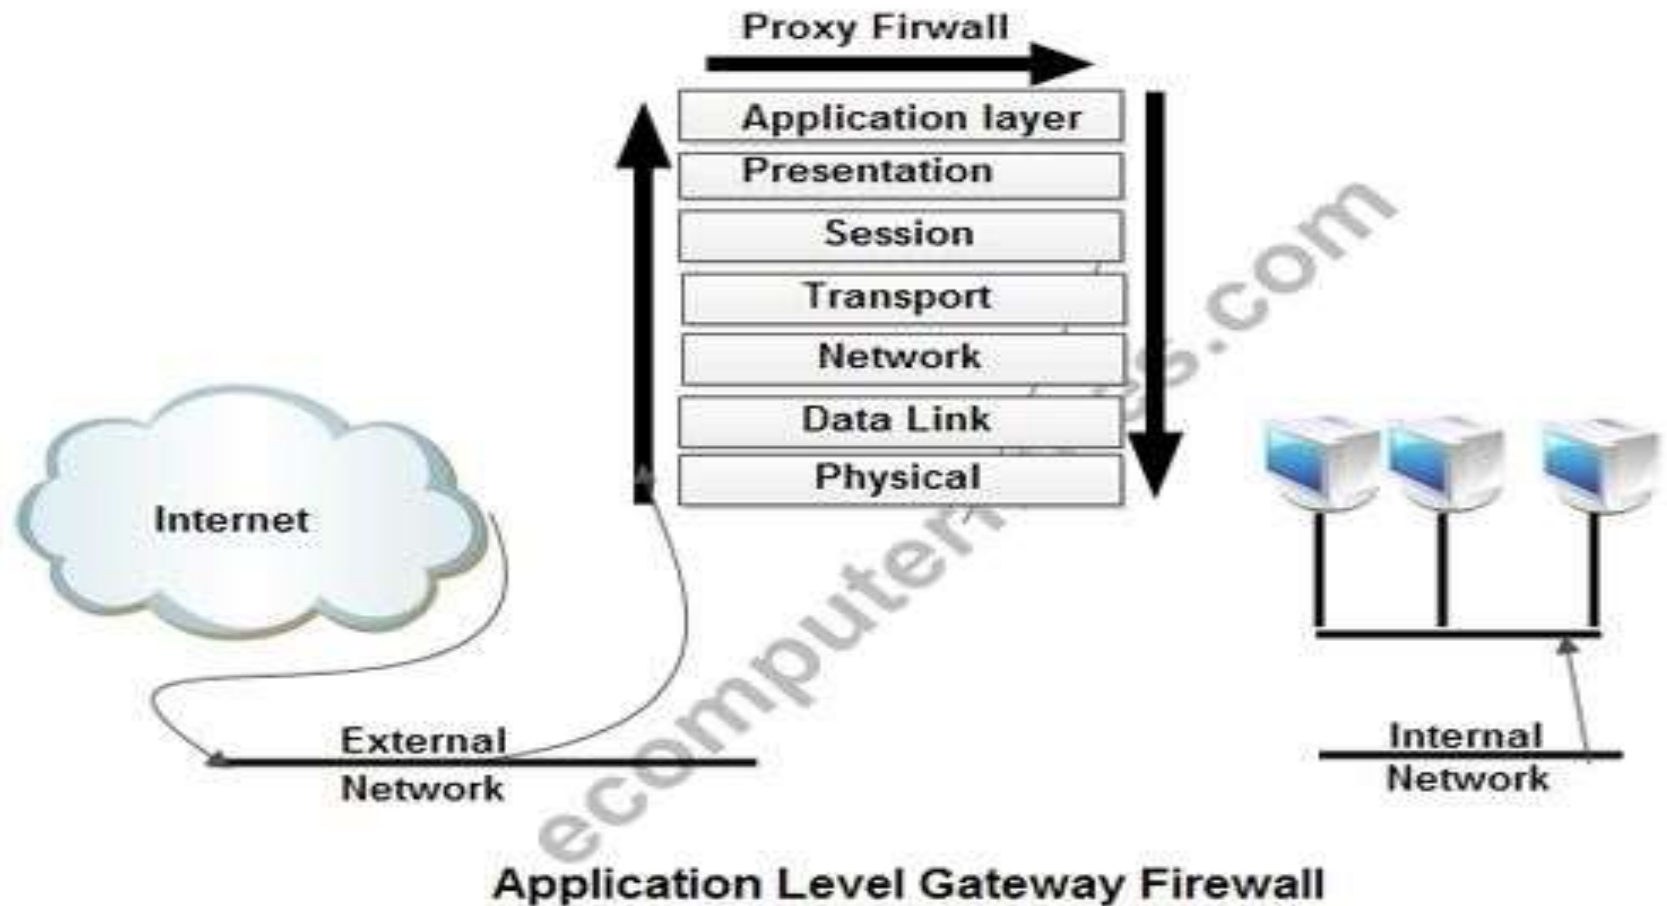 Proxy Firwall
Application layer
Presentation
Session
Transport
Network
Data Link
Physical
Internet
External
Network
Internal
Network
Application Level Gateway Firewall